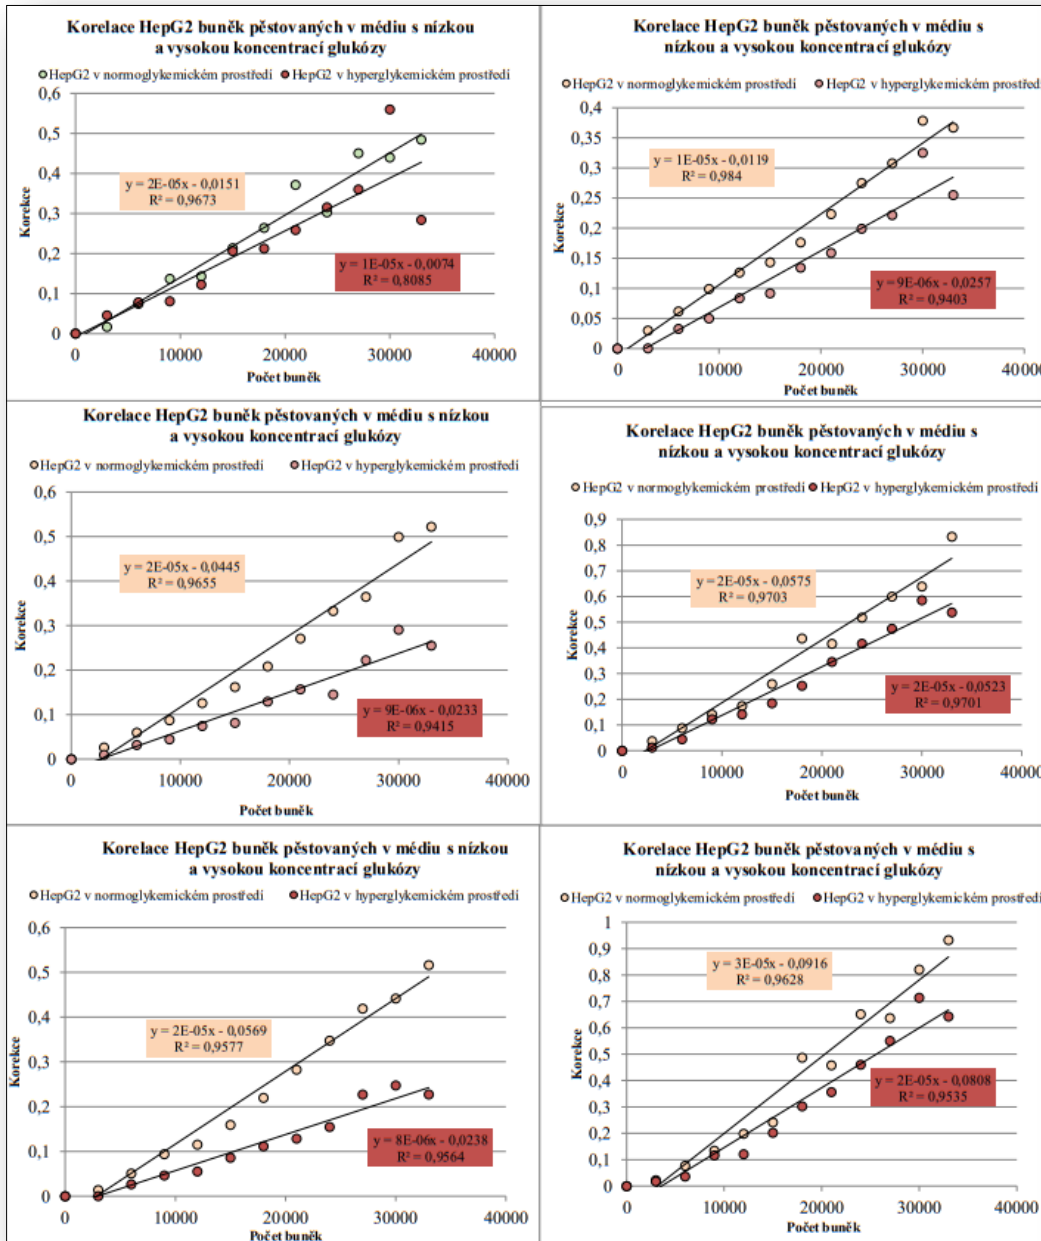 Korelace HepG2 buněk pěstovaných v médiu s nízkou
a vysokou koncentrací glukózy
HepG2 v normoglykemickém prostředí HepG2 v hyperglykemickém prostředí
0,6
0,5
0,4
0,3
0,2
0,1
0
Korekce
y = 2E-05x - 0,0151
R² = 0,9673
y = 1E-05x - 0,0074
R² = 0,8085
0 10000 20000 30000 40000
Počet buněk
Korelace HepG2 buněk pěstovaných v médiu s
nízkou a vysokou koncentrací glukózy
HepG2 v normoglykemickém prostředí HepG2 v hyperglykemickém prostředí
0,4
0,35
0,3
0,25
0,2
0,15
0,1
0,05
0
Korekce
y = 1E-05x - 0,0119
R² = 0,984
y = 9E-06x - 0,0257
R² = 0,9403
0 10000 20000 30000 4000
Počet buněk
Korelace HepG2 buněk pěstovaných v médiu s nízkou
a vysokou koncentrací glukózy
HepG2 v normoglykemickém prostředí HepG2 v hyperglykemickém prostředí
0,6
0,5
0,4
0,3
0,2
0,1
0
Korekce
y = 2E-05x - 0,0445
R² = 0,9655
y = 9E-06x - 0,0233
R² = 0,9415
0 10000 20000 30000 40000
Počet buněk
Korelace HepG2 buněk pěstovaných v médiu s
nízkou a vysokou koncentrací glukózy
HepG2 v normoglykemickém prostředí HepG2 v hyperglykemickém prostředí
0,9
0,8
0,7
0,6
0,5
0,4
0,3
0,2
0,1
0
Korekce
y = 2E-05x - 0,0575
R² = 0,9703
y = 2E-05x - 0,0523
R² = 0,9701
0 10000 20000 30000 40000
Počet buněk
Korelace HepG2 buněk pěstovaných v médiu s nízkou
a vysokou koncentrací glukózy
HepG2 v normoglykemickém prostředí HepG2 v hyperglykemickém prostředí
0,6
0,5
0,4
0,3
0,2
0,1
0
Korekce
y = 2E-05x - 0,0569
R² = 0,9577
y = 8E-06x - 0,0238
R² = 0,9564
0 10000 20000 30000 40000
Počet buněk
Korelace HepG2 buněk pěstovaných v médiu s
nízkou a vysokou koncentrací glukózy
HepG2 v normoglykemickém prostředí HepG2 v hyperglykemickém prostředí
1
0,9
0,8
0,7
0,6
0,5
0,4
0,3
0,2
0,1
0
Korekce
y = 3E-05x - 0,0916
R² = 0,9628
y = 2E-05x - 0,0808
R² = 0,9535
0 10000 20000 30000 40000
Počet buněk